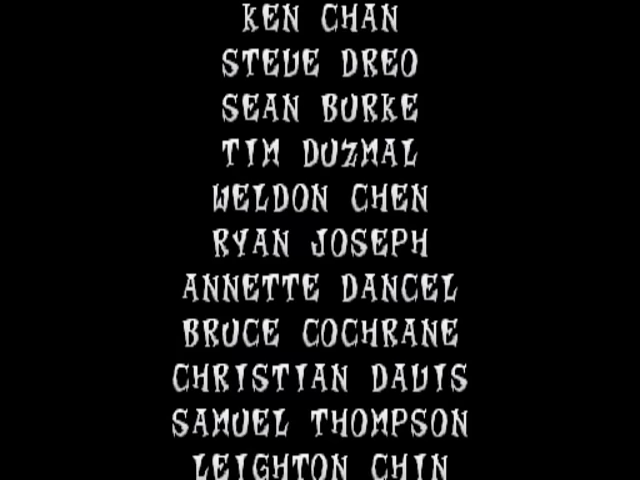 KEN CHAN
STEVE DREO
SEAN BURKE
TIM DUZMAL
WELDON CHEN
RYAN JOSEPH
ANNETTE DANCEL
BRUCE COCHRANE
CHRISTIAN DAVIS
SAMUEL THOMPSON
LEIGHTON CHIN